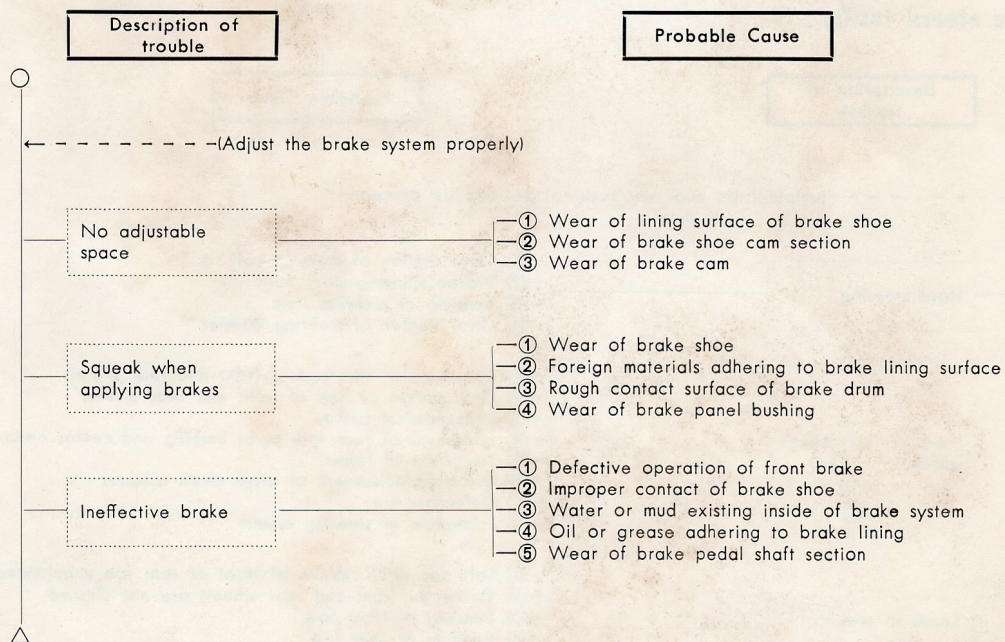 Description of
trouble
Probable Cause
(Adjust the brake system properly)
No adjustable
space
① Wear of lining surface of brake shoe
② Wear of brake shoe cam section
③ Wear of brake cam
Squeak when
applying brakes
① Wear of brake shoe
② Foreign materials adhering to brake lining surface
③ Rough contact surface of brake drum
④ Wear of brake panel bushing
Ineffective brake
① Defective operation of front brake
② Improper contact of brake shoe
③ Water or mud existing inside of brake system
④ Oil or grease adhering to brake lining
⑤ Wear of brake pedal shaft section